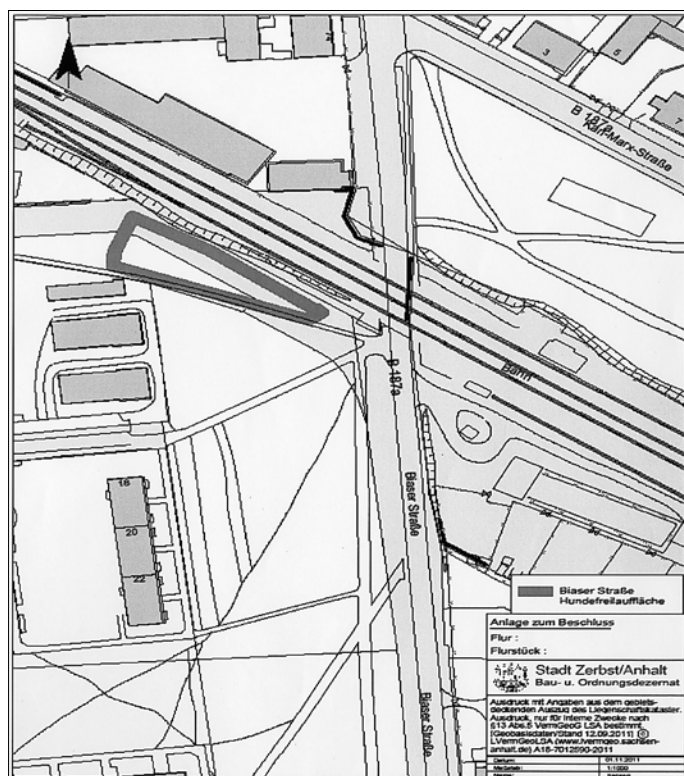 3
5
7
B 187a
Karl-Marx-Straße
Bahn
B 187a
Biaser Straße
18
20
22
Biaser Straße
Biaser Straße
Hundefreilauffläche
Anlage zum Beschluss
Flur :
Flurstück :
Stadt Zerbst/Anhalt
Bau- u. Ordnungsdezernat
Ausdruck mit Angaben aus dem gebiets-
deckenden Auszug des Liegenschaftskataster.
Ausdruck, nur für interne Zwecke nach
§13 Abs.5 VermGeoG LSA bestimmt
[Geobasisdaten/Stand 12.09.2011] ©
LVermGeoLSA (www.lvermgeo.sachsen-
anhalt.de) A18-7012590-2011
Datum: 01.11.2011
Maßstab: 1:1000